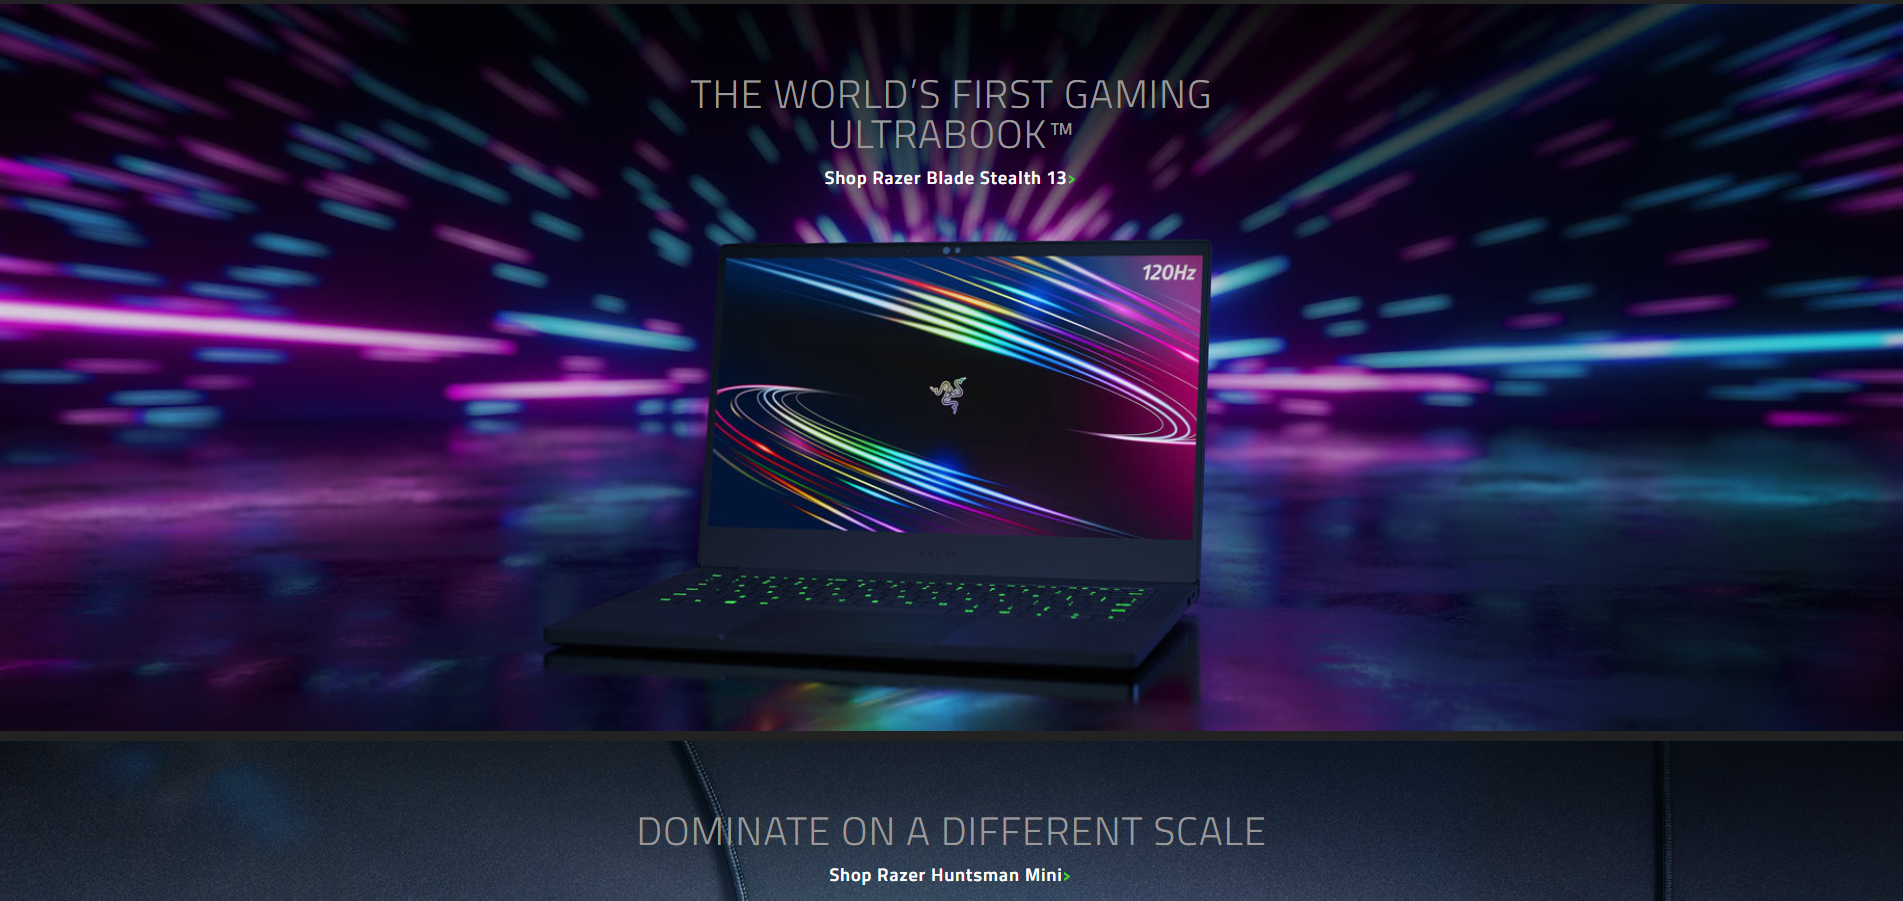 THE WORLD’S FIRST GAMING
ULTRABOOK™
Shop Razer Blade Stealth 13>
120Hz
RAZER
DOMINATE ON A DIFFERENT SCALE
Shop Razer Huntsman Mini>